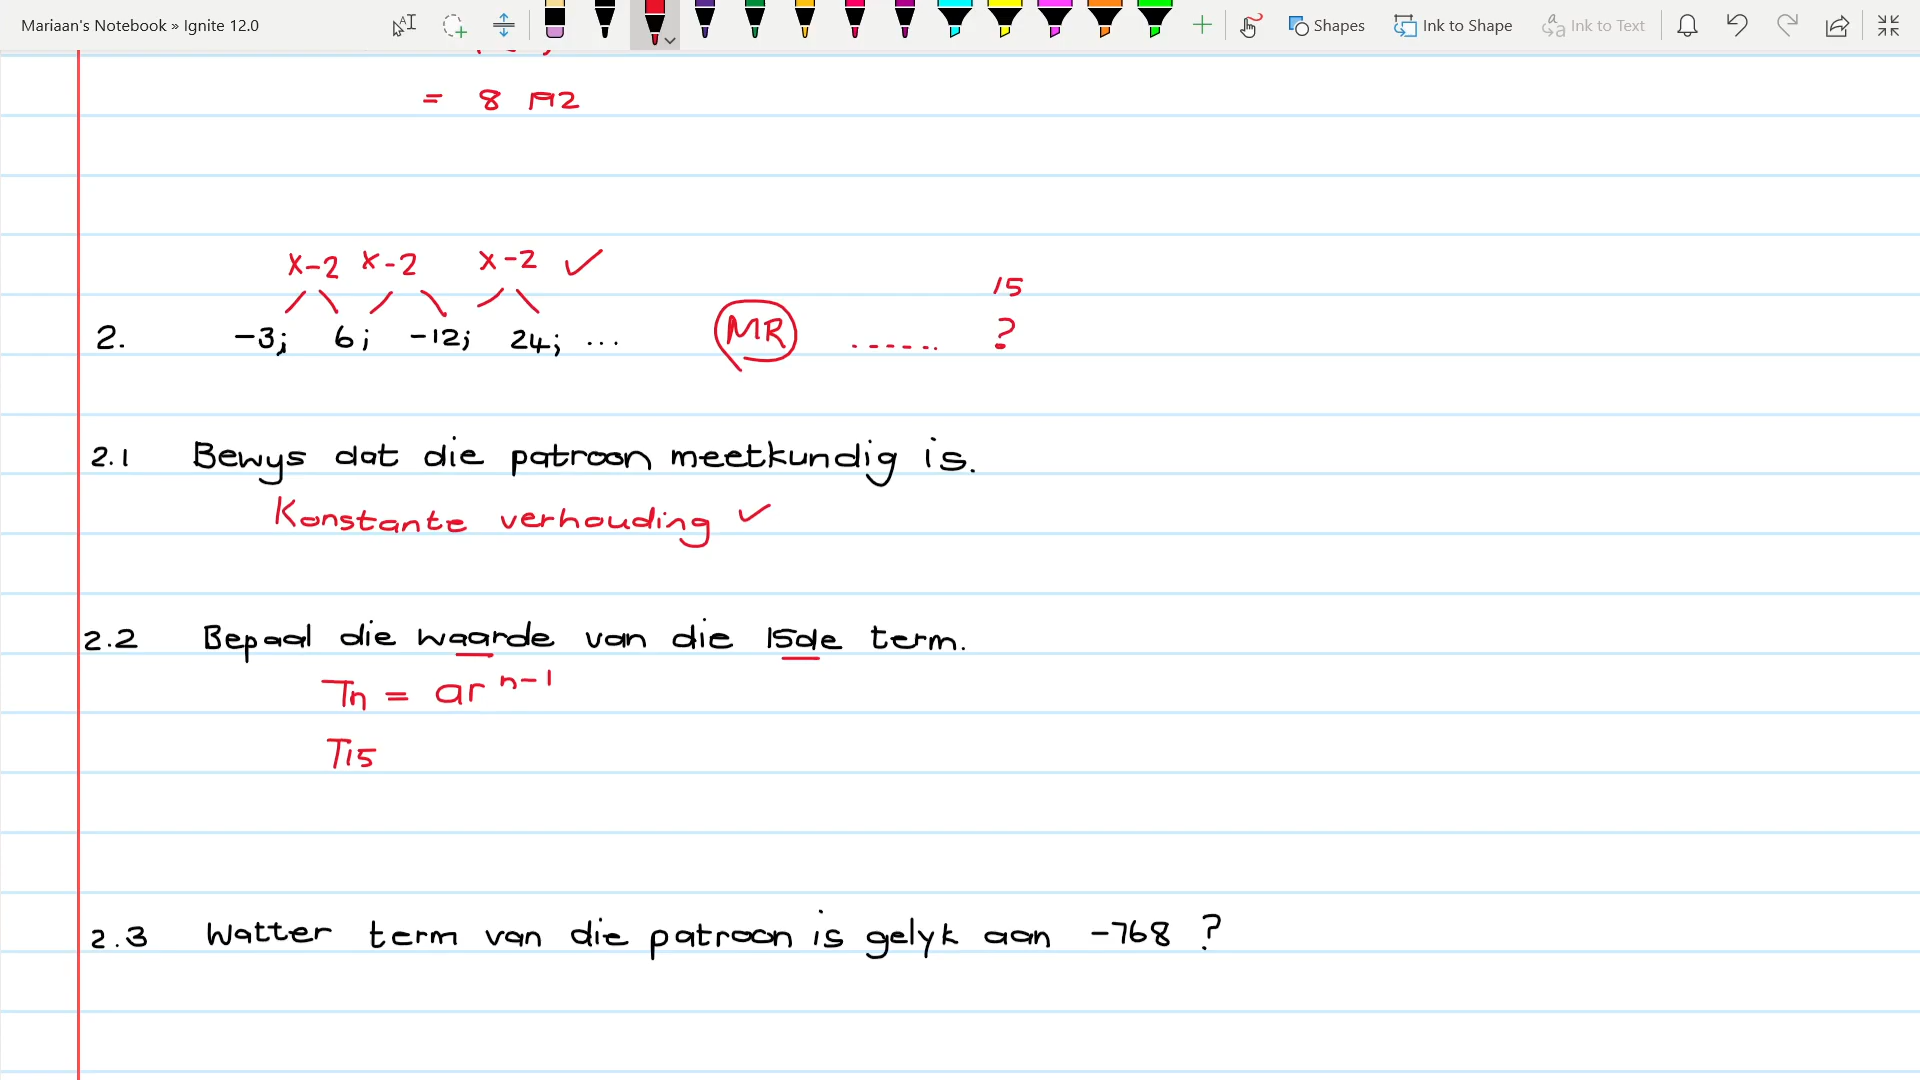 Mariaan's Notebook » Ignite 12.0
Shapes
Ink to Shape
Ink to Text
= 8 192
x-2 x-2 x-2 ✓
15
2. -3; 6; -12; 24; ... MR ...... ?
2.1 Bewys dat die patroon meetkundig is.
Konstante verhouding ✓
2.2 Bepaal die waarde van die 15de term.
Tn = ar^n-1
T15
2.3 Watter term van die patroon is gelyk aan -768 ?